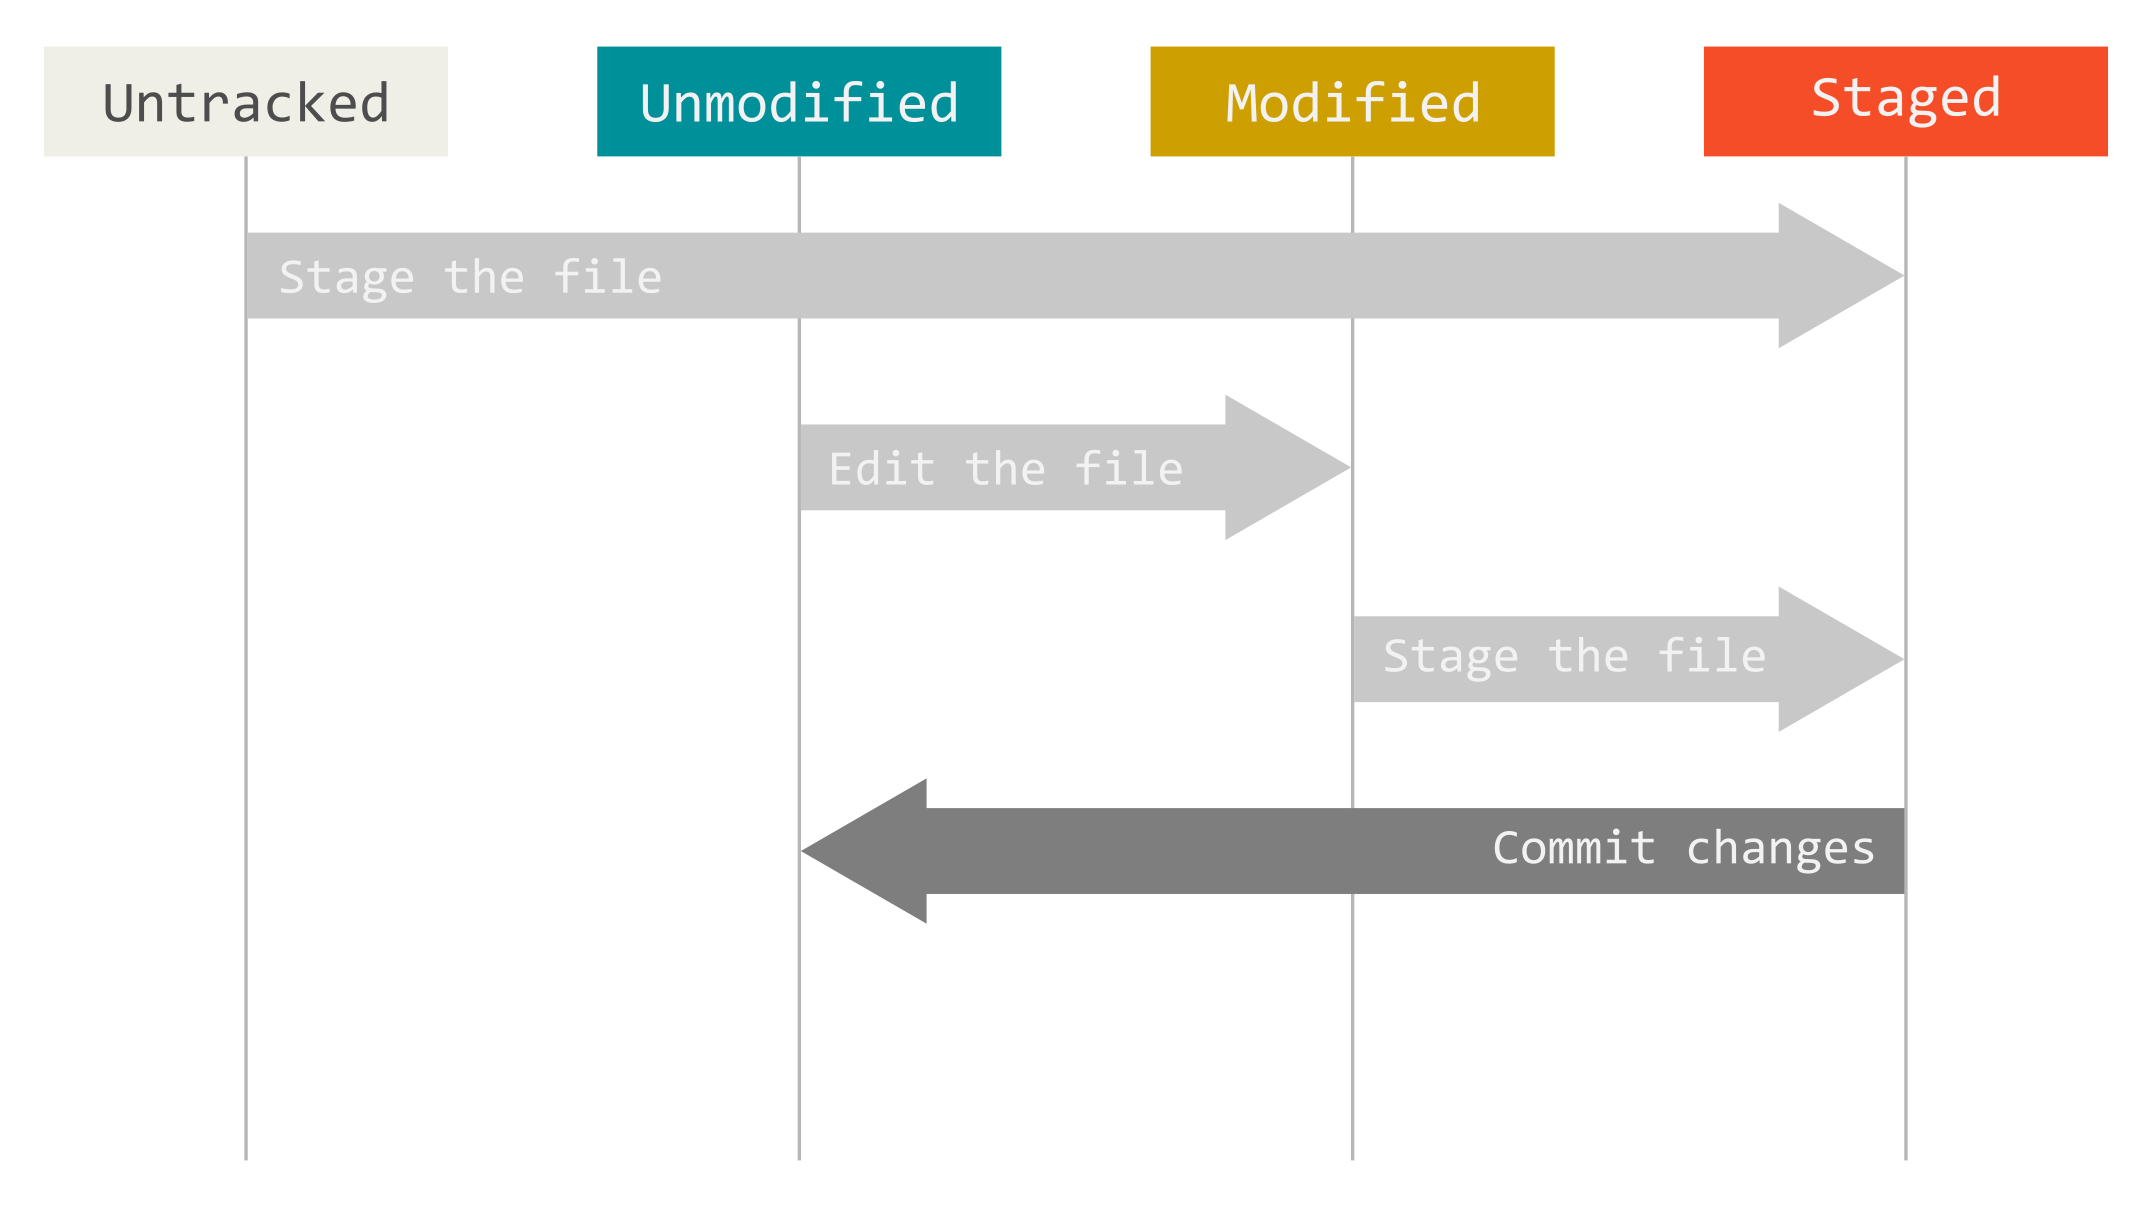 Untracked
Unmodified
Modified
Staged
Stage the file
Edit the file
Stage the file
Commit changes